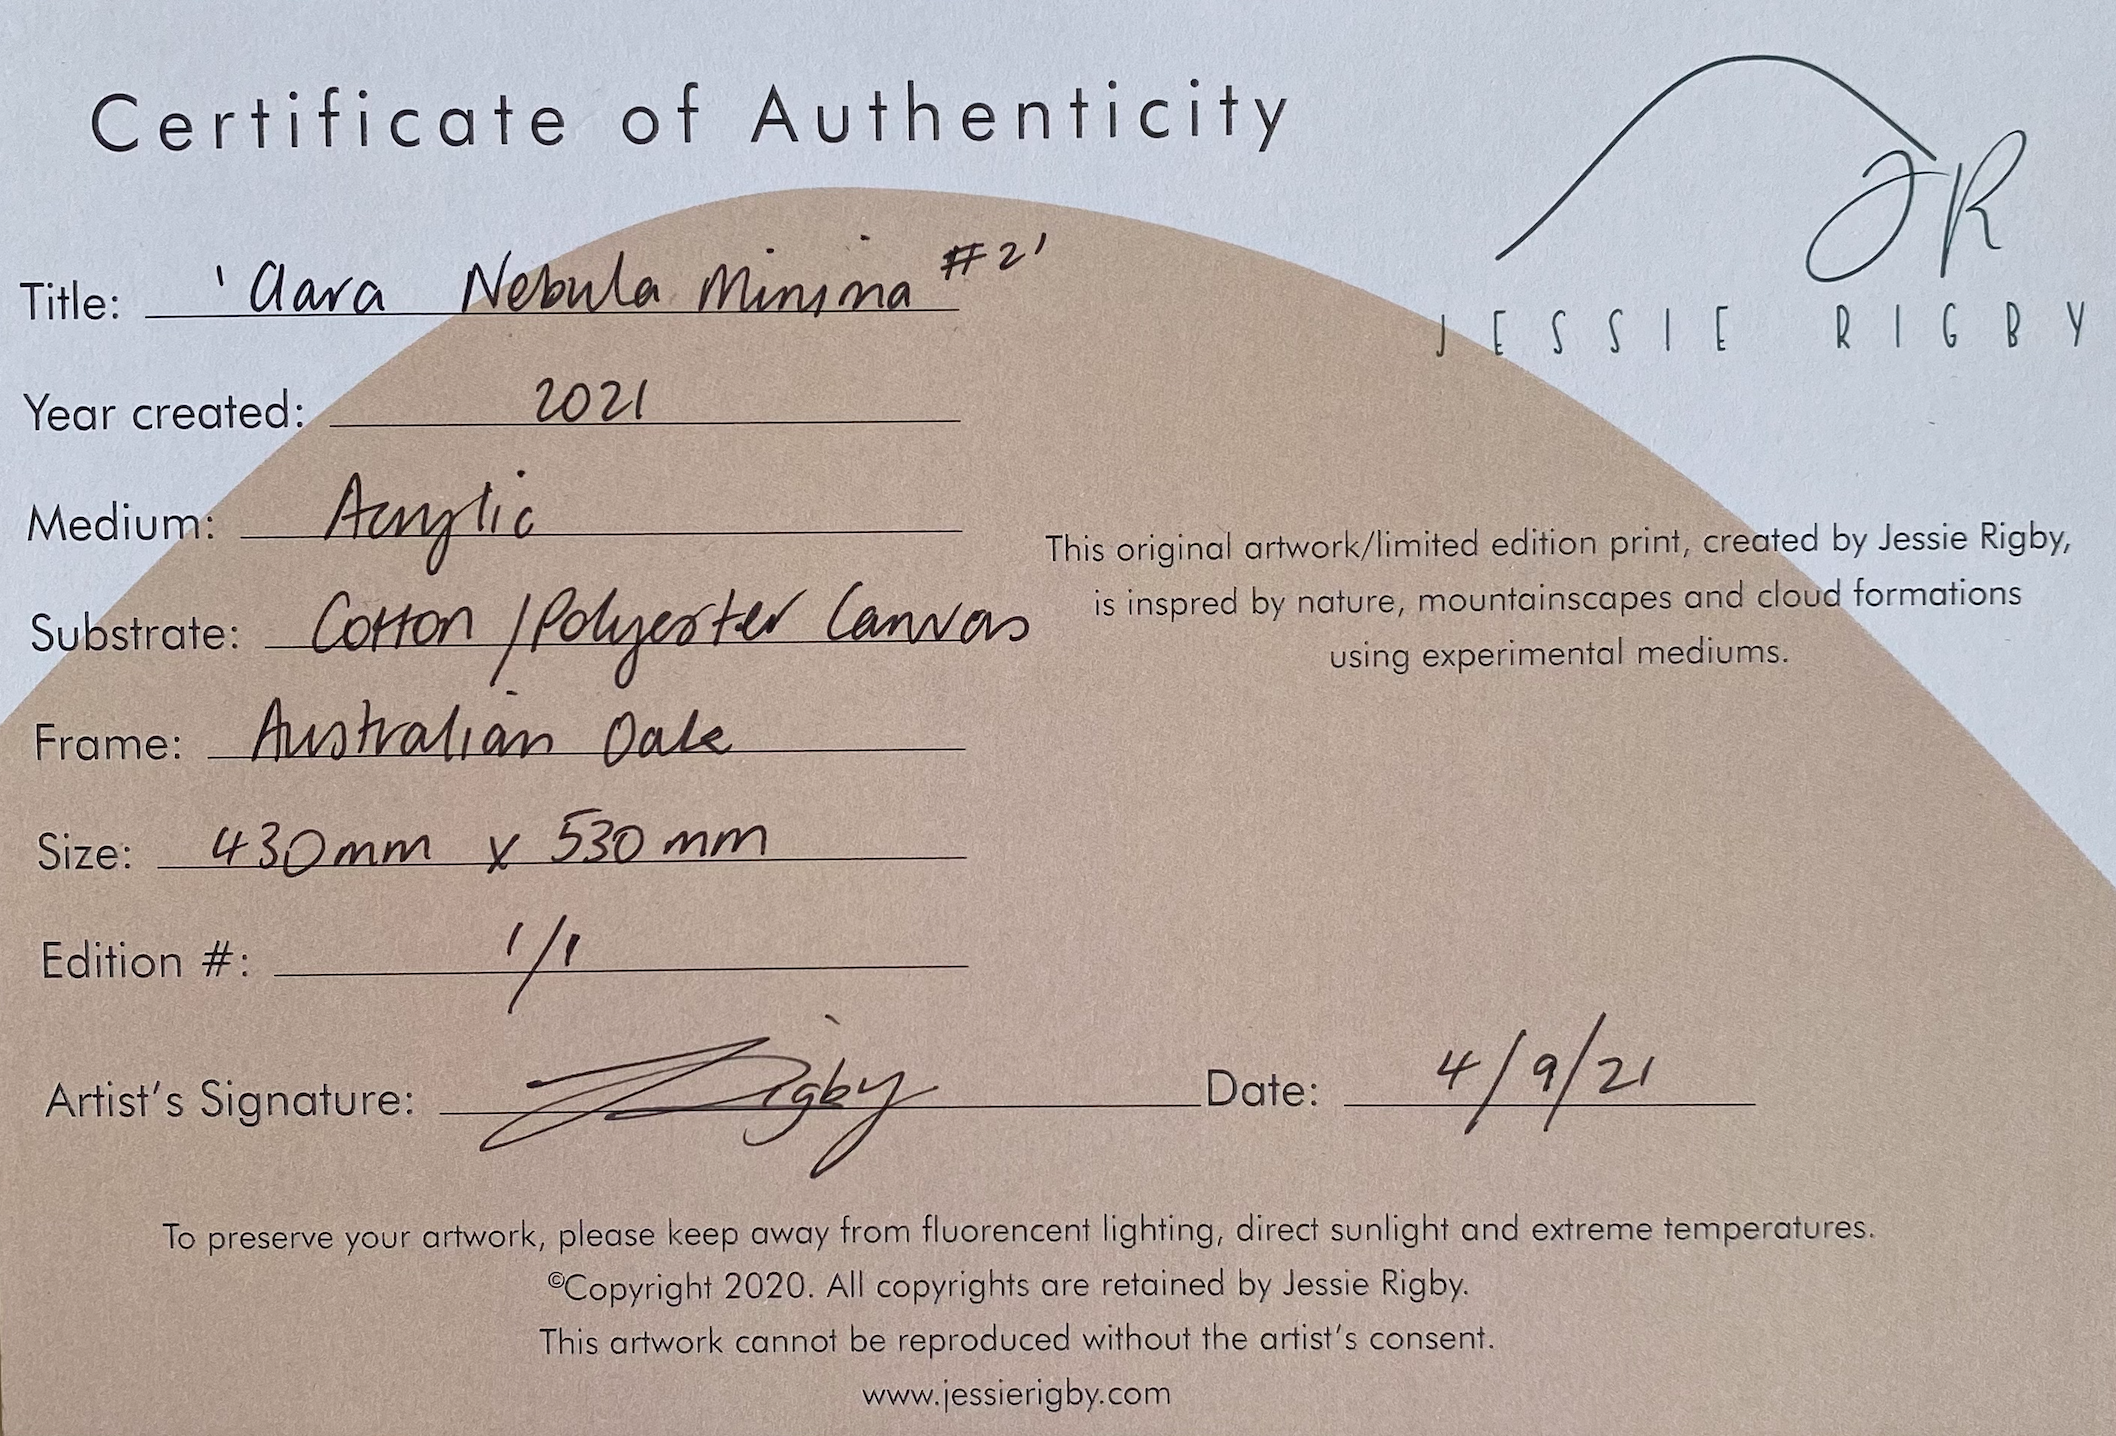 Certificate of Authenticity
JR
JESSIE RIGBY
Title: 'Clara Nebula Minima #2'
Year created: 2021
Medium: Acrylic
Substrate: Cotton / Polyester Canvas
Frame: Australian Oak
Size: 430mm x 530mm
Edition #: 1/1
This original artwork/limited edition print, created by Jessie Rigby,
is inspred by nature, mountainscapes and cloud formations
using experimental mediums.
Artist's Signature: J Rigby Date: 4/9/21
To preserve your artwork, please keep away from fluorencent lighting, direct sunlight and extreme temperatures.
©Copyright 2020. All copyrights are retained by Jessie Rigby.
This artwork cannot be reproduced without the artist's consent.
www.jessierigby.com